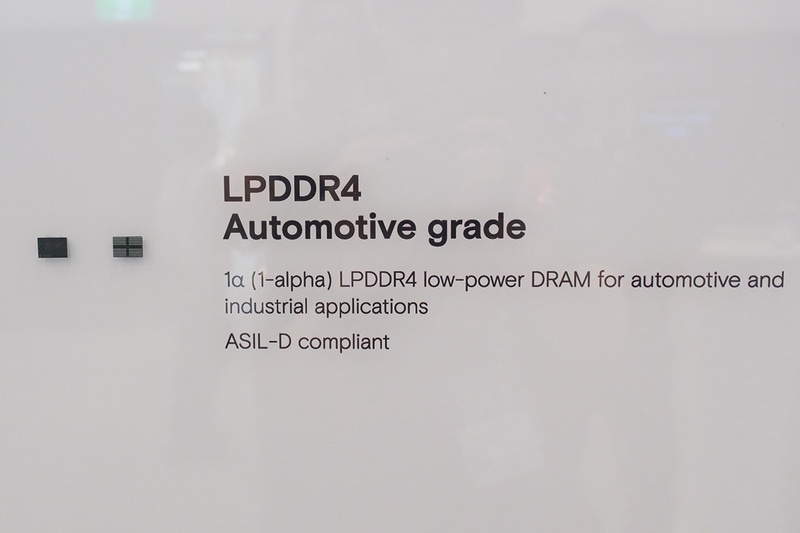 LPDDR4
Automotive grade
1α (1-alpha) LPDDR4 low-power DRAM for automotive and
industrial applications
ASIL-D compliant